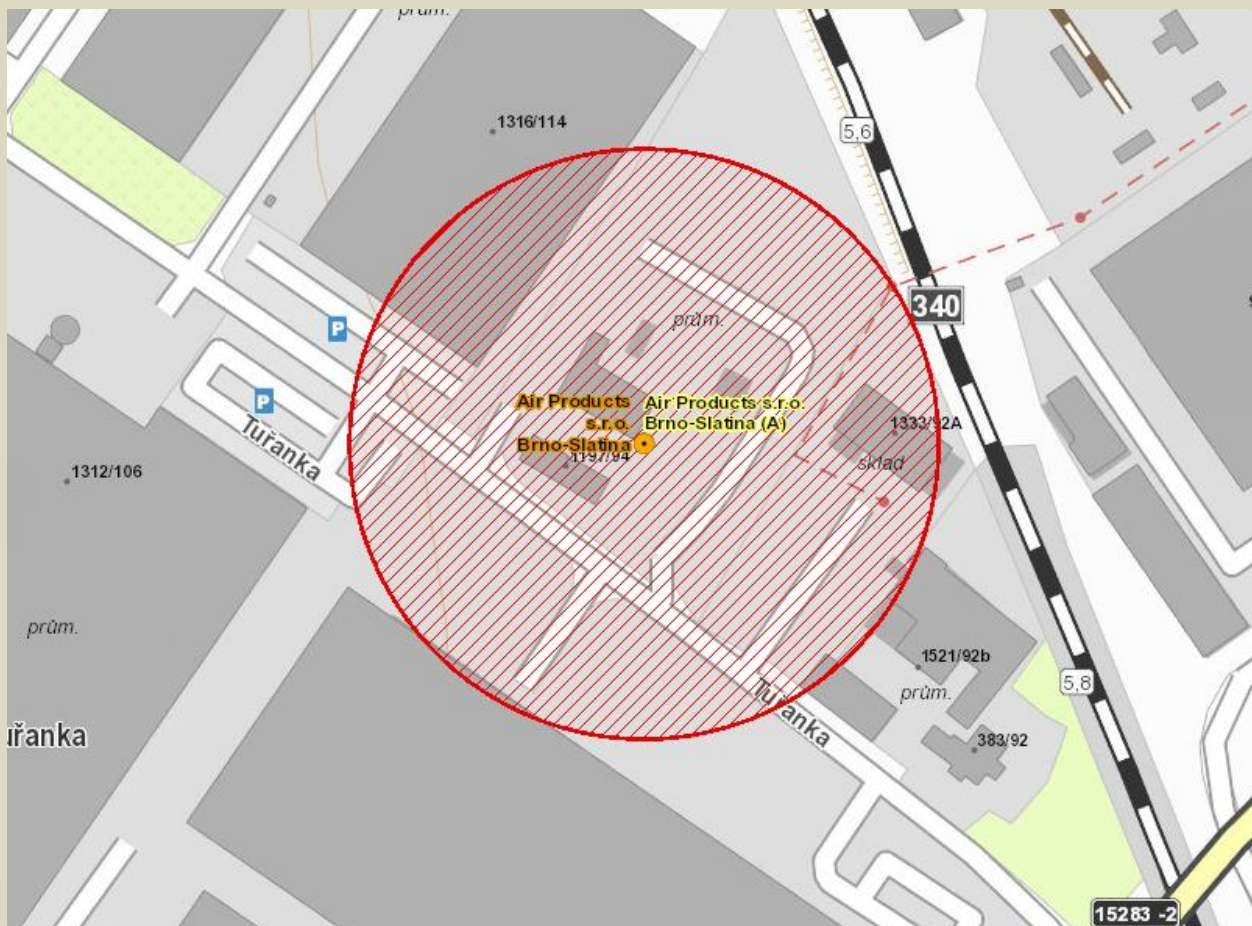 prům.
1316/114
5,6
340
prům.
P
P
Air Products
s.r.o.
Brno-Slatina
Air Products s.r.o.
Brno-Slatina (A)
1197/94
1333/92A
sklad
Tuřanka
1312/106
prům.
1521/92b
prům.
5,8
Tuřanka
383/92
uřanka
15283 -2